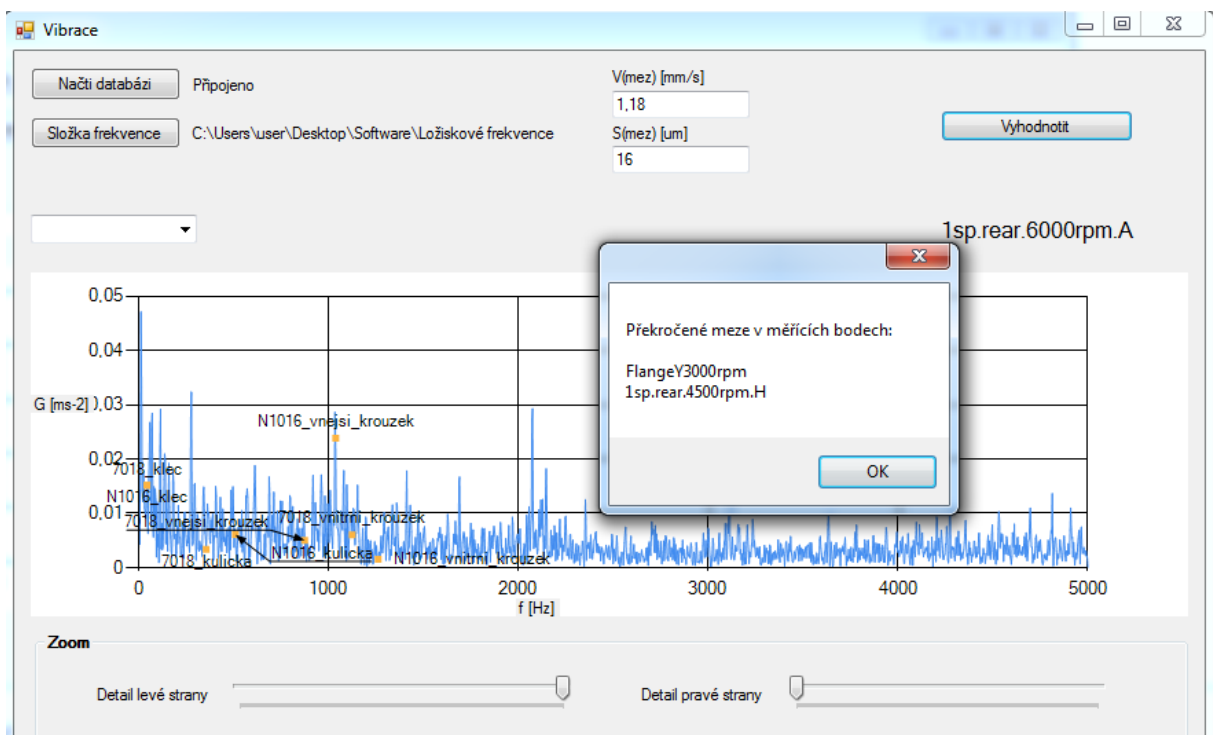 Vibrace
Načti databázi
Připojeno
Složka frekvence
C:\Users\user\Desktop\Software\Ložiskové frekvence
V(mez) [mm/s]
1,18
S(mez) [um]
16
Vyhodnotit
1sp.rear.6000rpm.A
0,05
0,04
G [ms-2]
0,03
0,02
0,01
0
N1016_vnejsi_krouzek
7018_klec
N1016_klec
7018_vnejsi_krouzek
7018_vnitrni_krouzek
7018_kulicka
N1016_kulicka
N1016_vnitrni_krouzek
0
1000
2000
3000
4000
5000
f [Hz]
Překročené meze v měřících bodech:
FlangeY3000rpm
1sp.rear.4500rpm.H
OK
Zoom
Detail levé strany
Detail pravé strany